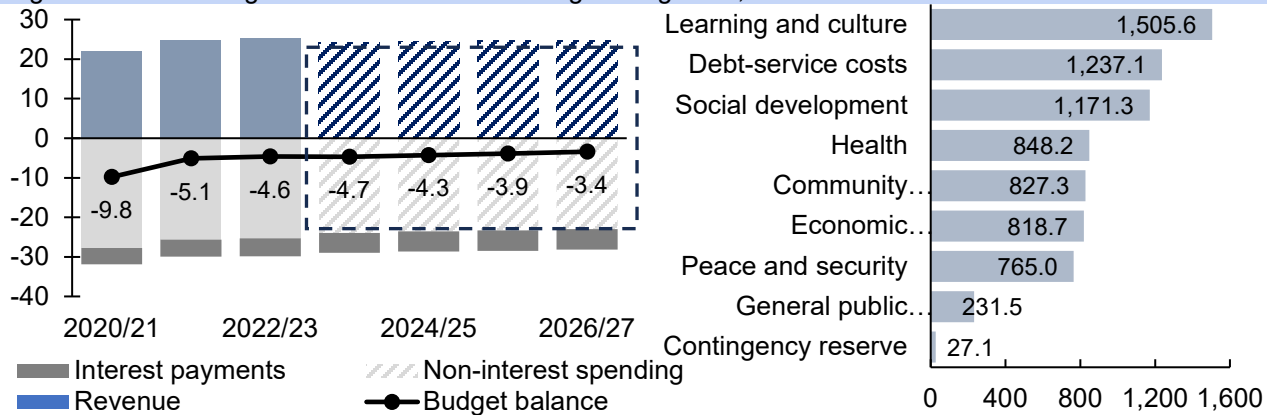 30
20
10
0
-10
-20
-30
-40
-9.8
-5.1
-4.6
-4.7
-4.3
-3.9
-3.4
2020/21 2022/23 2024/25 2026/27
Interest payments Non-interest spending
Revenue Budget balance
Learning and culture 1,505.6
Debt-service costs 1,237.1
Social development 1,171.3
Health 848.2
Community… 827.3
Economic… 818.7
Peace and security 765.0
General public… 231.5
Contingency reserve 27.1
0 400 800 1,200 1,600